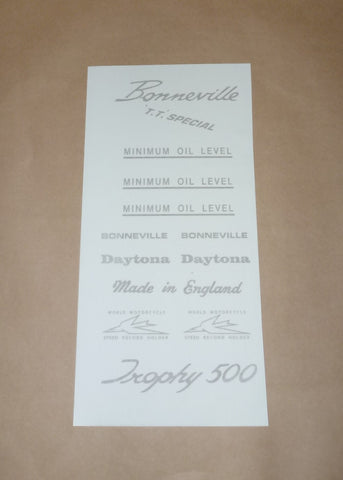 Bonneville
'T.T.' SPECIAL
MINIMUM OIL LEVEL
MINIMUM OIL LEVEL
MINIMUM OIL LEVEL
BONNEVILLE BONNEVILLE
Daytona Daytona
Made in England
WORLD MOTORCYCLE WORLD MOTORCYCLE
SPEED RECORD HOLDER SPEED RECORD HOLDER
Trophy 500